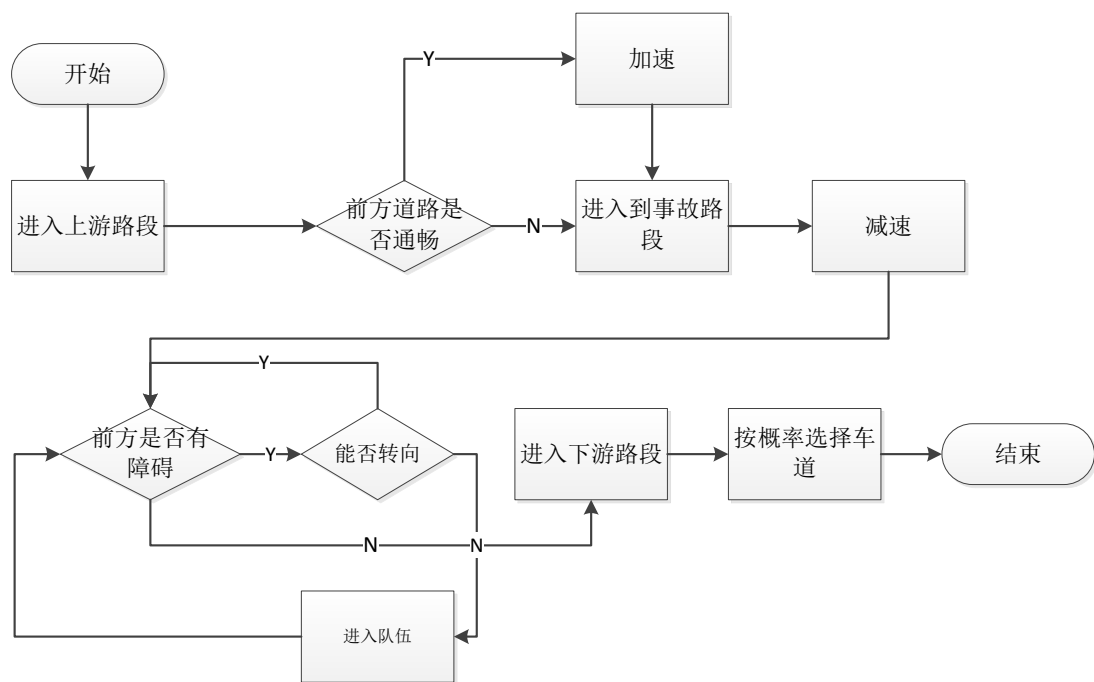 开始
Y
加速
进入上游路段
前方道路是
否通畅
N
进入到事故路
段
减速
Y
前方是否有
障碍
Y
能否转向
进入下游路段
按概率选择车
道
结束
N
N
进入队伍